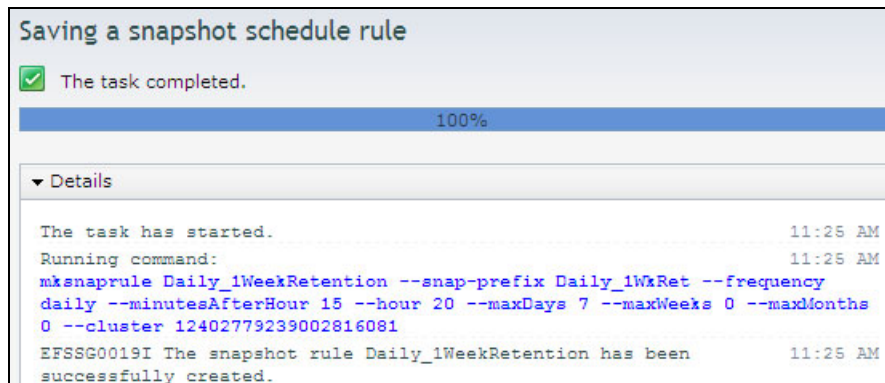 Saving a snapshot schedule rule
The task completed.
100%
Details
The task has started. 11:25 AM
Running command: 11:25 AM
mksnaprule Daily_1WeekRetention --snap-prefix Daily_1WkRet --frequency
daily --minutesAfterHour 15 --hour 20 --maxDays 7 --maxWeeks 0 --maxMonths
0 --cluster 12402779239002816081
EFSSG0019I The snapshot rule Daily_1WeekRetention has been 11:25 AM
successfully created.